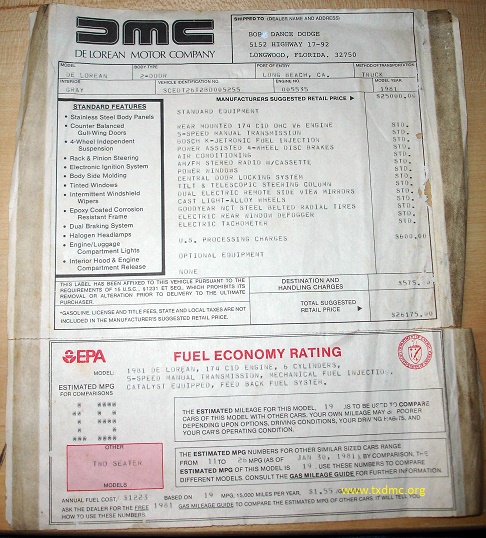 DMC
DE LOREAN MOTOR COMPANY
SHIPPED TO (DEALER NAME AND ADDRESS)
BOB DANCE DODGE
5152 HIGHWAY 17-92
LONGWOOD, FLORIDA. 32750
MODEL BODY TYPE PORT OF ENTRY METHOD OF TRANSPORTATION
DE LOREAN 2-DOOR LONG BEACH, CA. TRUCK
INTERIOR VEHICLE IDENTIFICATION NO. ENGINE NO. MODEL YEAR
GRAY 005535 1981
MANUFACTURERS SUGGESTED RETAIL PRICE $25000.00
STANDARD FEATURES
• Stainless Steel Body Panels
• Counter Balanced
Gull-Wing Doors
• 4-Wheel Independent
Suspension
• Rack & Pinion Steering
• Electronic Ignition System
• Body Side Molding
• Tinted Windows
• Intermittent Windshield
Wipers
• Epoxy Coated Corrosion
Resistant Frame
• Dual Braking System
• Halogen Headlamps
• Engine/Luggage
Compartment Lights
• Interior Hood & Engine
Compartment Release
STANDARD EQUIPMENT
REAR MOUNTED 174 CID OHC V6 ENGINE STD.
5-SPEED MANUAL TRANSMISSION STD.
BOSCH K-JETRONIC FUEL INJECTION STD.
POWER ASSISTED 4-WHEEL DISC BRAKES STD.
AIR CONDITIONING STD.
AM/FM STEREO RADIO W/CASSETTE STD.
POWER WINDOWS STD.
CENTRAL DOOR LOCKING SYSTEM STD.
TILT & TELESCOPIC STEERING COLUMN STD.
DUAL ELECTRIC REMOTE SIDE VIEW MIRRORS STD.
CAST LIGHT-ALLOY WHEELS STD.
GOODYEAR NCT STEEL BELTED RADIAL TIRES STD.
ELECTRIC REAR WINDOW DEFOGGER STD.
ELECTRIC TACHOMETER STD.
U.S. PROCESSING CHARGES $600.00
OPTIONAL EQUIPMENT
NONE
THIS LABEL HAS BEEN AFFIXED TO THIS VEHICLE PURSUANT TO THE
REQUIREMENTS OF 15 U.S.C. ET SEQ, WHICH PROHIBITS ITS
REMOVAL OR ALTERATION PRIOR TO DELIVERY TO THE ULTIMATE
PURCHASER.
*GASOLINE, LICENSE AND TITLE FEES, STATE AND LOCAL TAXES ARE NOT
INCLUDED IN THE MANUFACTURER'S SUGGESTED RETAIL PRICE.
DESTINATION AND
HANDLING CHARGES $575.00
TOTAL SUGGESTED
RETAIL PRICE $26175.00
EPA FUEL ECONOMY RATING
MODEL: 1981 DE LOREAN, 174 CID ENGINE, 6 CYLINDERS,
5-SPEED MANUAL TRANSMISSION, MECHANICAL FUEL INJECTION,
CATALYST EQUIPPED, FEED BACK FUEL SYSTEM.
ESTIMATED MPG
FOR COMPARISONS
THE ESTIMATED MILEAGE FOR THIS MODEL, 19 IS TO BE USED TO COMPARE
CARS OF THIS MODEL WITH OTHER CARS. YOUR OWN MILEAGE MAY BE POORER
DEPENDING UPON OPTIONS, DRIVING CONDITIONS, YOUR DRIVING HABITS, AND
YOUR CAR'S OPERATING CONDITION.
OTHER
TWO SEATER
MODELS
THE ESTIMATED MPG NUMBERS FOR OTHER SIMILAR SIZED CARS RANGE
FROM 11 TO 26 MPG (AS OF JAN 30, 1981) BY COMPARISON, THE
ESTIMATED MPG OF THIS MODEL IS 19 USE THESE NUMBERS TO COMPARE
DIFFERENT MODELS. CONSULT THE GAS MILEAGE GUIDE FOR FURTHER INFORMATION.
ANNUAL FUEL COST: BASED ON 19 MPG, 15,000 MILES PER YEAR,
www.txdmc.org
ASK THE DEALER FOR THE FREE 1981 GAS MILEAGE GUIDE TO COMPARE THE ESTIMATED MPG OF OTHER CARS. IT WILL TELL YOU
HOW TO USE THESE NUMBERS